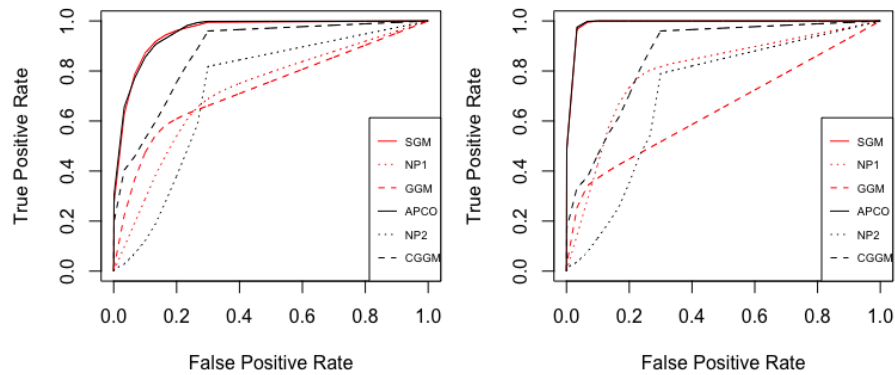 True Positive Rate
1.0
0.8
0.6
0.4
0.2
0.0
SGM
NP1
GGM
APCO
NP2
CGGM
0.0 0.2 0.4 0.6 0.8 1.0
False Positive Rate
True Positive Rate
1.0
0.8
0.6
0.4
0.2
0.0
SGM
NP1
GGM
APCO
NP2
CGGM
0.0 0.2 0.4 0.6 0.8 1.0
False Positive Rate